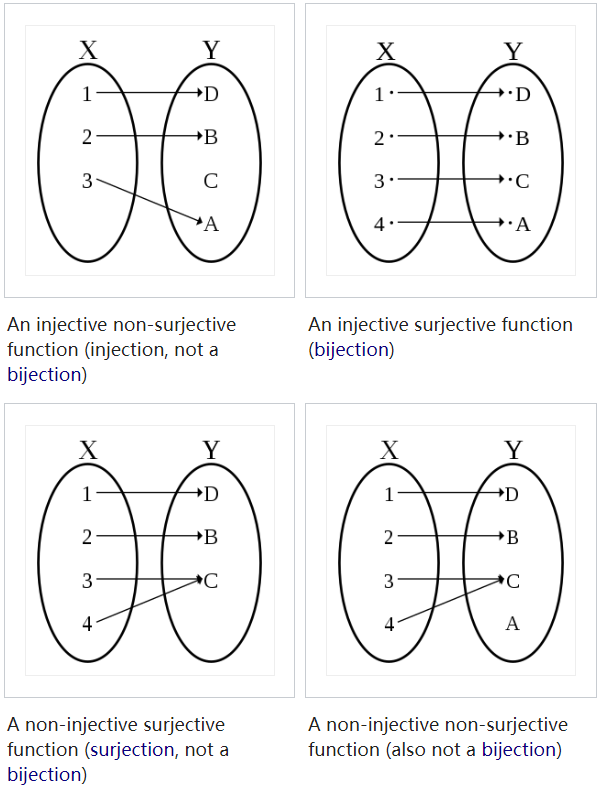 X Y
1 D
2 B
3 C
A
An injective non-surjective
function (injection, not a
bijection)
X Y
1 · · D
2 · · B
3 · · C
4 · · A
An injective surjective function
(bijection)
X Y
1 D
2 B
3 C
4
A non-injective surjective
function (surjection, not a
bijection)
X Y
1 D
2 B
3 C
4 A
A non-injective non-surjective
function (also not a bijection)